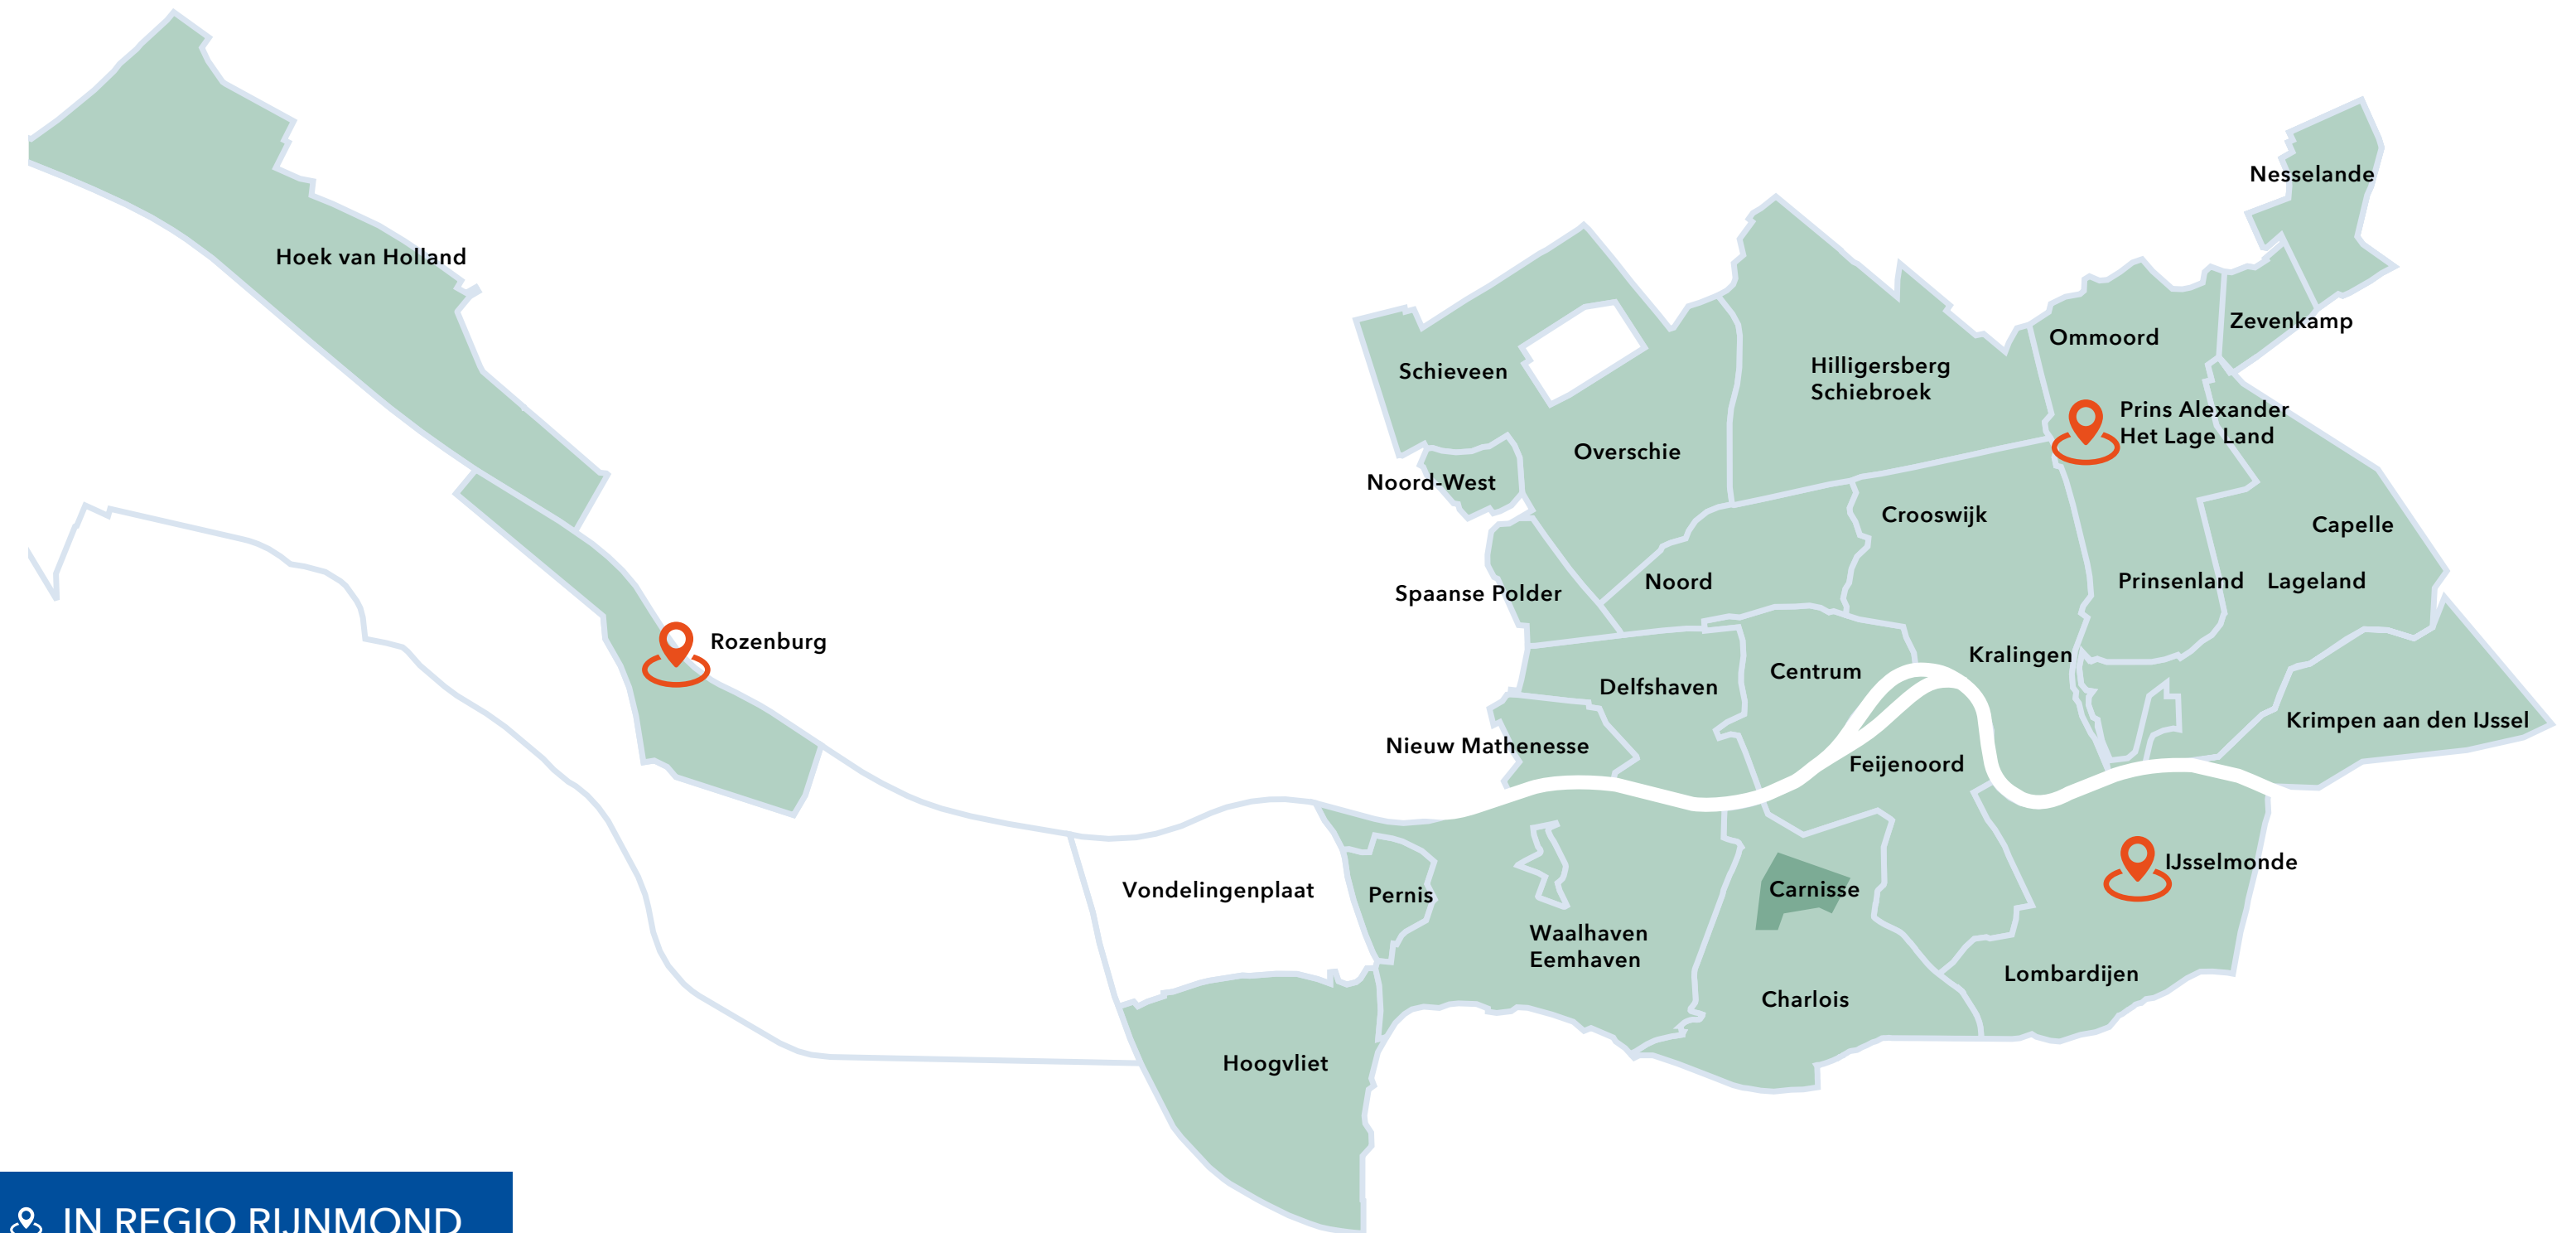 Nesselande
Hoek van Holland
Zevenkamp
Ommoord
Schieveen
Hilligersberg
Schiebroek
Prins Alexander
Het Lage Land
Overschie
Noord-West
Crooswijk
Capelle
Spaanse Polder
Noord
Prinsenland
Lageland
Rozenburg
Kralingen
Centrum
Delfshaven
Krimpen aan den IJssel
Nieuw Mathenesse
Feijenoord
IJsselmonde
Vondelingenplaat
Pernis
Carnisse
Waalhaven
Eemhaven
Lombardijen
Charlois
Hoogvliet
IN REGIO RIJNMOND